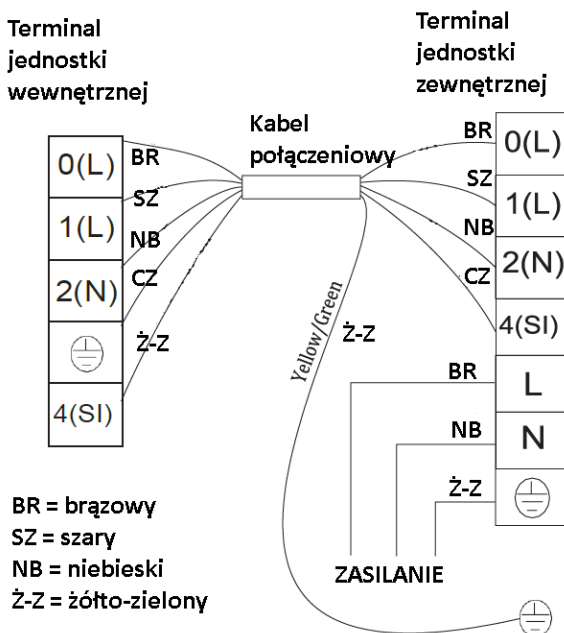 Terminal
jednostki
wewnętrznej
0(L)
1(L)
2(N)
4(SI)
BR
SZ
NB
CZ
Ż-Z
Kabel
połączeniowy
Yellow/Green
Ż-Z
Terminal
jednostki
zewnętrznej
BR
SZ
NB
CZ
0(L)
1(L)
2(N)
4(SI)
L
N
BR
NB
Ż-Z
ZASILANIE
BR = brązowy
SZ = szary
NB = niebieski
Ż-Z = żółto-zielony